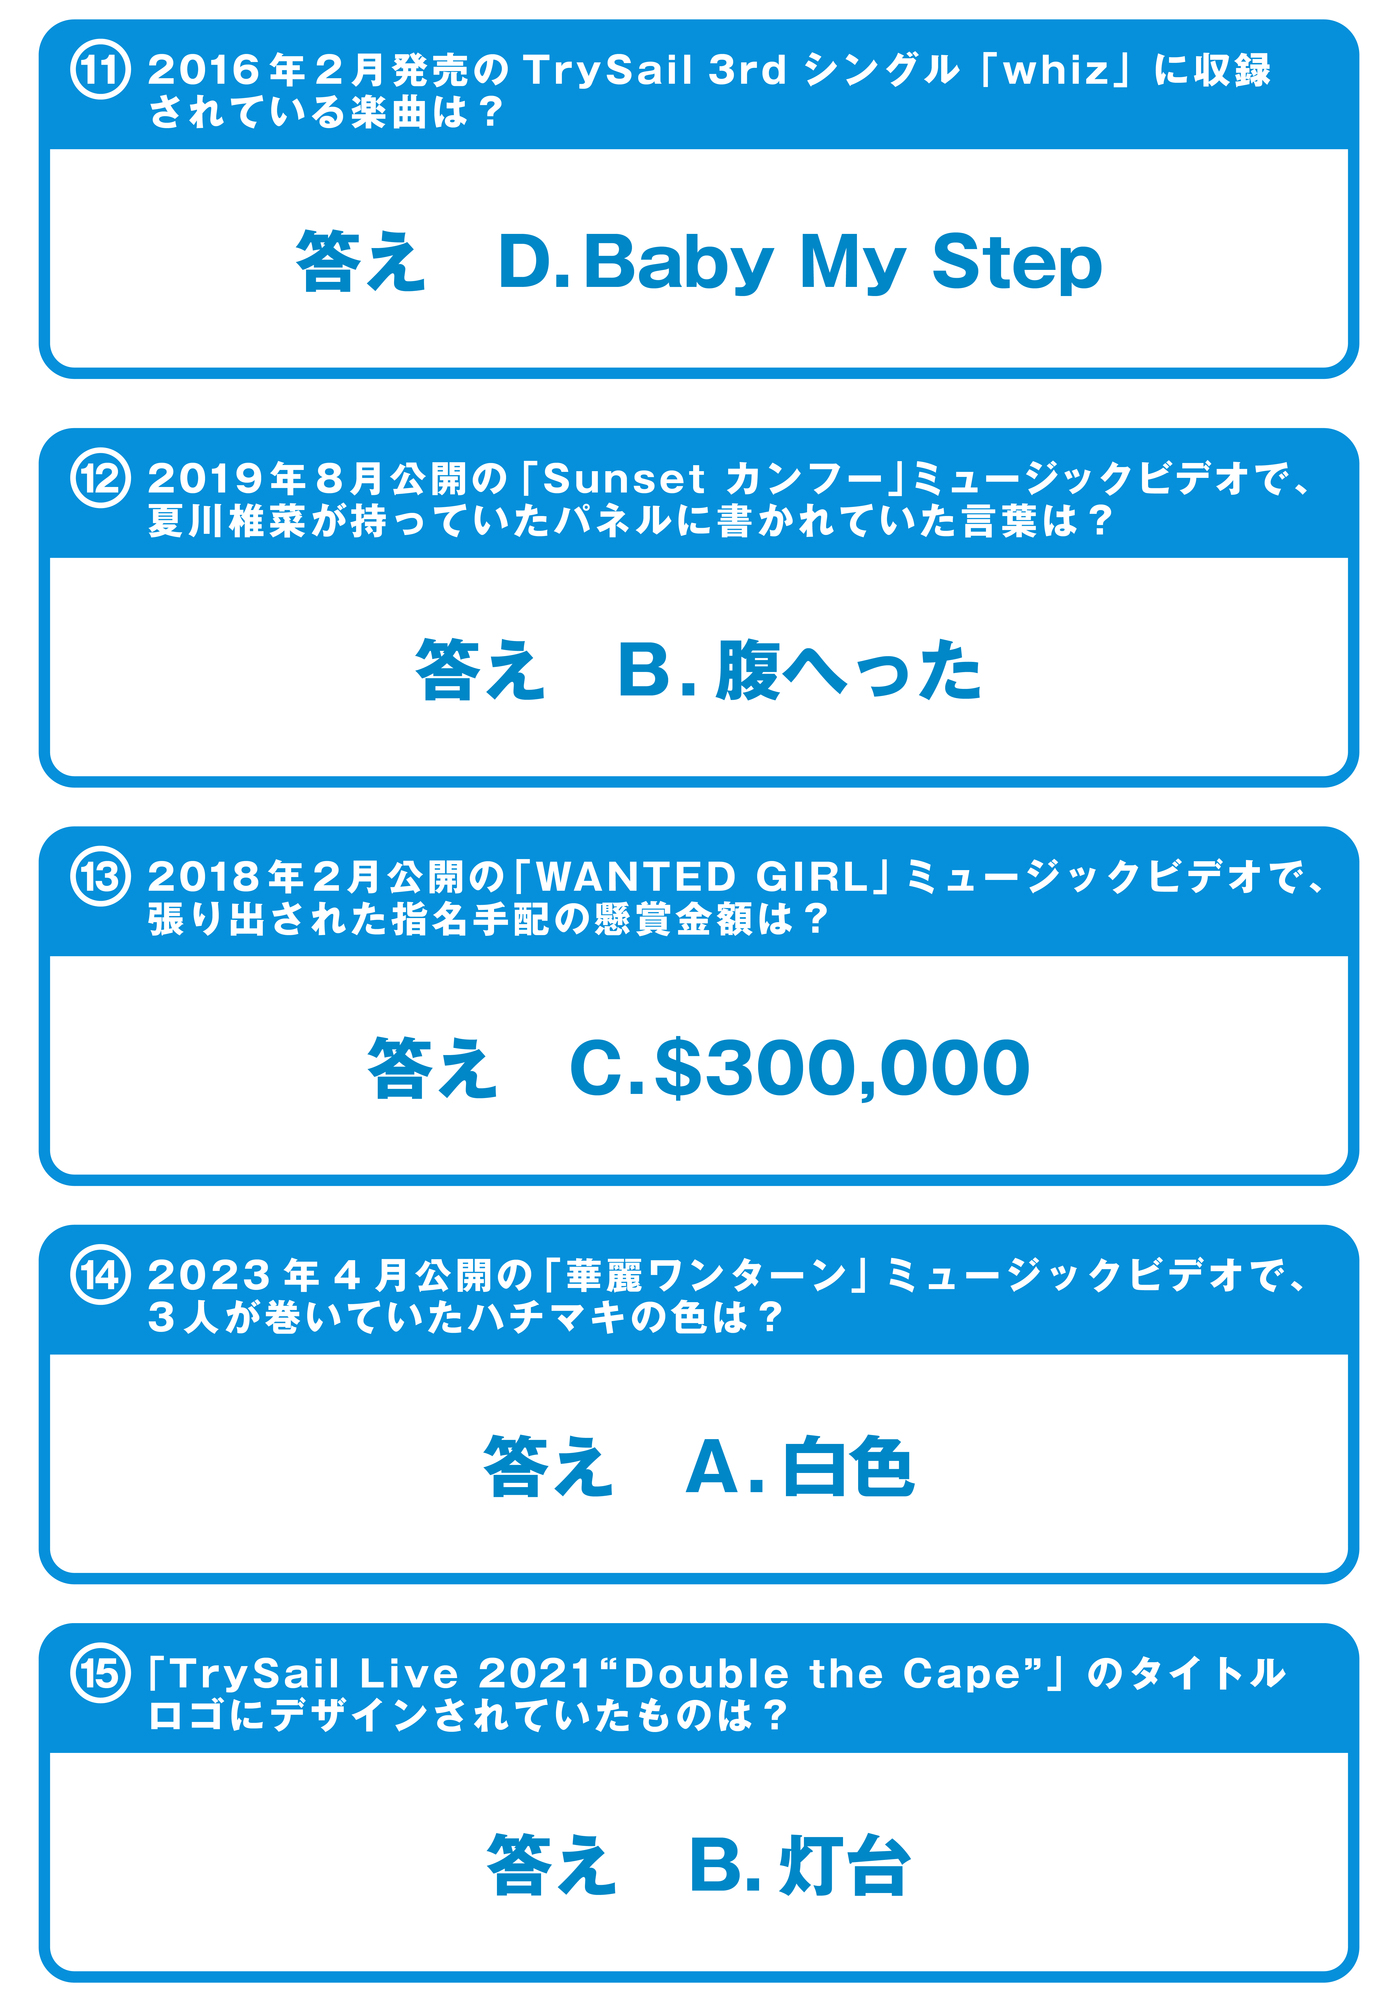 ⑪ 2016年2月発売のTrySail 3rd シングル「whiz」に収録
されている楽曲は？
答え　D.Baby My Step
⑫ 2019年8月公開の「Sunset カンフー」ミュージックビデオで、
夏川椎菜が持っていたパネルに書かれていた言葉は？
答え　B.腹へった
⑬ 2018年2月公開の「WANTED GIRL」ミュージックビデオで、
張り出された指名手配の懸賞金額は？
答え　C.$300,000
⑭ 2023年4月公開の「華麗ワンターン」ミュージックビデオで、
3人が巻いていたハチマキの色は？
答え　A.白色
⑮ 「TrySail Live 2021“Double the Cape”」のタイトル
ロゴにデザインされていたものは？
答え　B.灯台